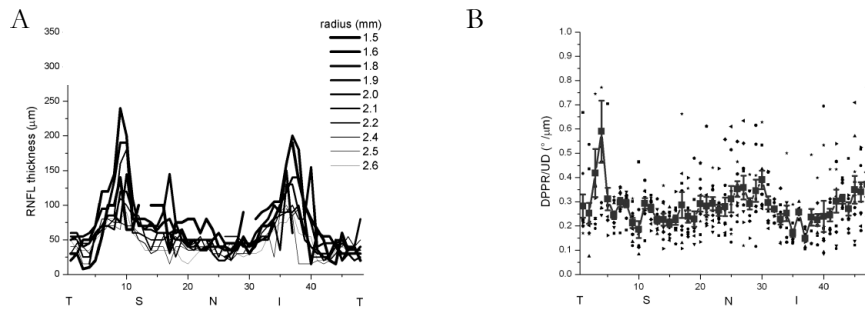 A
RNFL thickness (μm)
350
300
250
200
150
100
50
0
10
20
30
40
T
S
N
I
T
radius (mm)
1.5
1.6
1.8
1.9
2.0
2.1
2.2
2.4
2.5
2.6
B
DPPR/UD (°/μm)
1.0
0.9
0.8
0.7
0.6
0.5
0.4
0.3
0.2
0.1
0.0
10
20
30
40
T
S
N
I